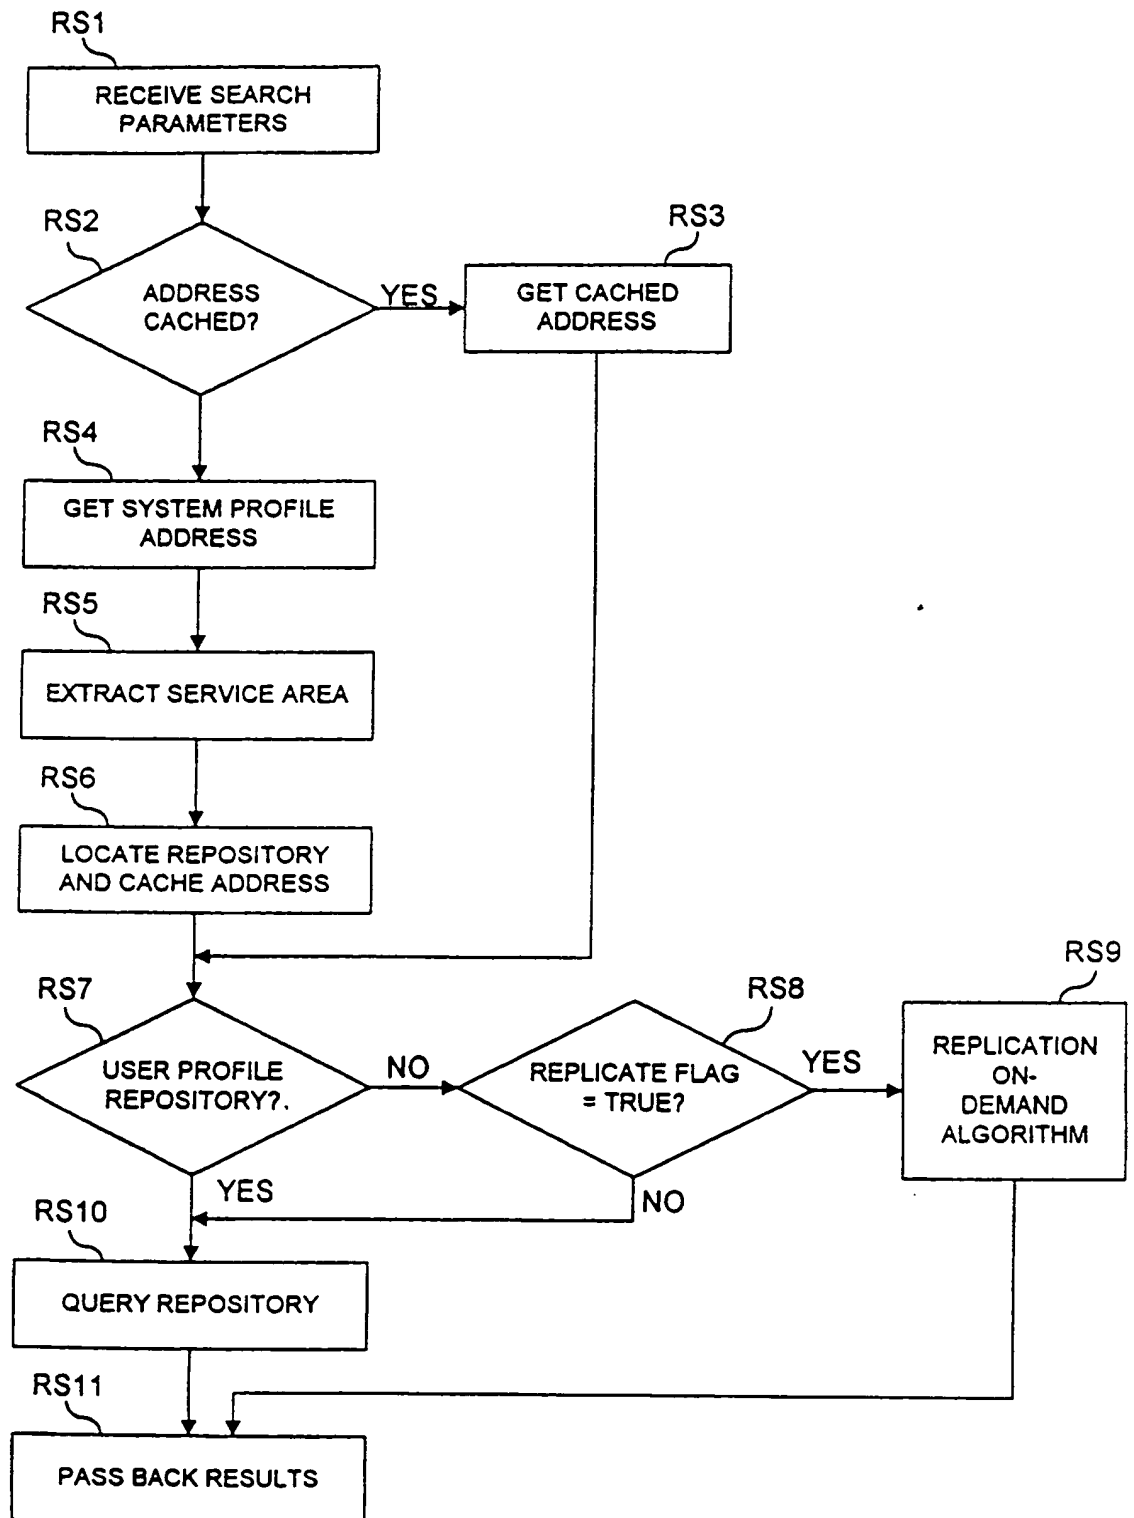 RS1
RECEIVE SEARCH
PARAMETERS
RS2
ADDRESS
CACHED?
YES
RS3
GET CACHED
ADDRESS
RS4
GET SYSTEM PROFILE
ADDRESS
RS5
EXTRACT SERVICE AREA
RS6
LOCATE REPOSITORY
AND CACHE ADDRESS
RS7
USER PROFILE
REPOSITORY?.
NO
YES
RS8
REPLICATE FLAG
= TRUE?
YES
NO
RS9
REPLICATION
ON-
DEMAND
ALGORITHM
RS10
QUERY REPOSITORY
RS11
PASS BACK RESULTS